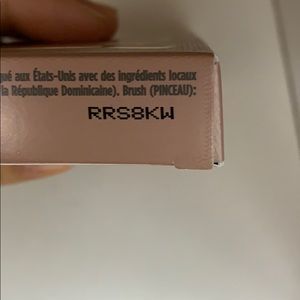 qué aux États-Unis avec des ingrédients locaux
la République Dominicaine). Brush (PINCEAU):
RRS8KW